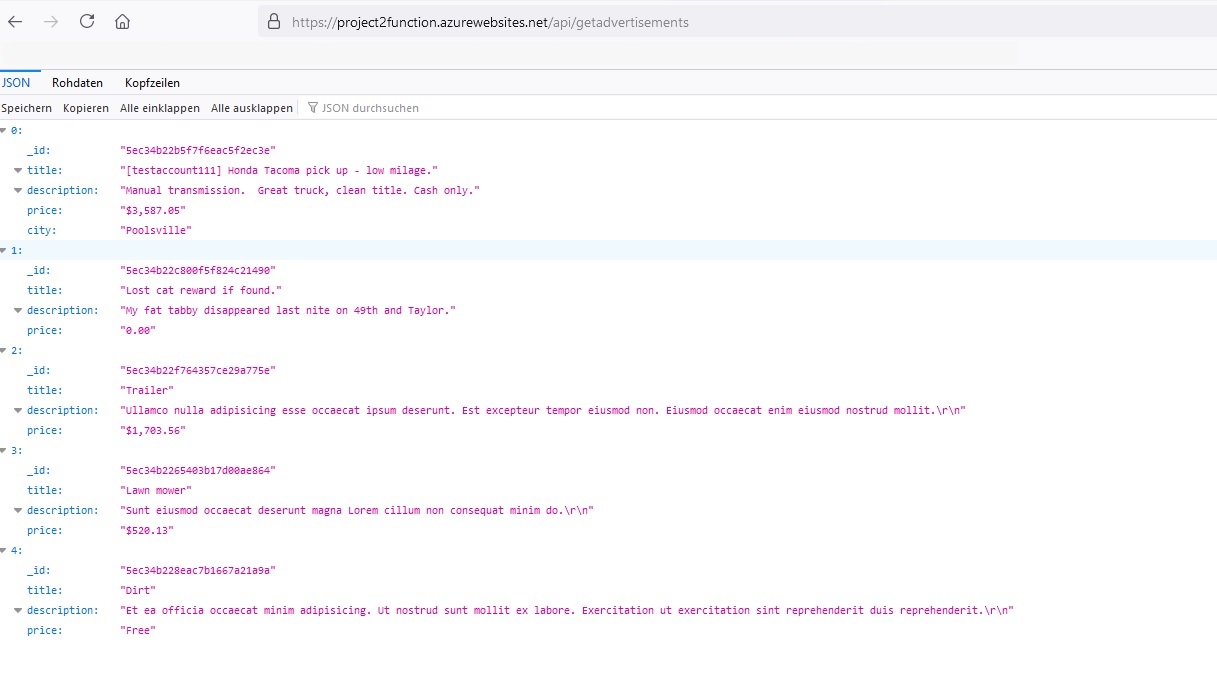 https://project2function.azurewebsites.net/api/getadvertisements
JSON Rohdaten Kopfzeilen
Speichern Kopieren Alle einklappen Alle ausklappen JSON durchsuchen
0:
_id: "5ec34b22b5f7f6eac5f2ec3e"
title: "[testaccount111] Honda Tacoma pick up - low milage."
description: "Manual transmission.  Great truck, clean title. Cash only."
price: "$3,587.05"
city: "Poolsville"
1:
_id: "5ec34b22c800f5f824c21490"
title: "Lost cat reward if found."
description: "My fat tabby disappeared last nite on 49th and Taylor."
price: "0.00"
2:
_id: "5ec34b22f764357ce29a775e"
title: "Trailer"
description: "Ullamco nulla adipisicing esse occaecat ipsum deserunt. Est excepteur tempor eiusmod non. Eiusmod occaecat enim eiusmod nostrud mollit.\r\n"
price: "$1,703.56"
3:
_id: "5ec34b2265403b17d00ae864"
title: "Lawn mower"
description: "Sunt eiusmod occaecat deserunt magna Lorem cillum non consequat minim do.\r\n"
price: "$520.13"
4:
_id: "5ec34b228eac7b1667a21a9a"
title: "Dirt"
description: "Et ea officia occaecat minim adipisicing. Ut nostrud sunt mollit ex labore. Exercitation ut exercitation sint reprehenderit duis reprehenderit.\r\n"
price: "Free"